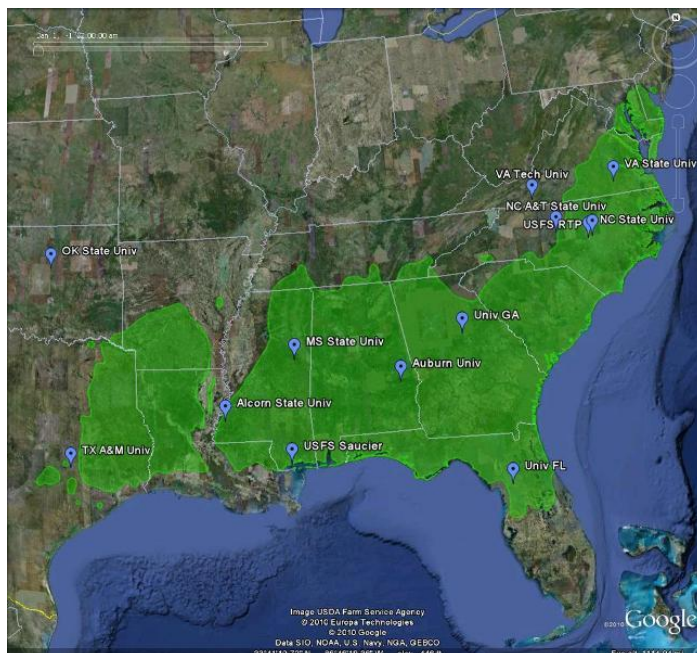 VA State Univ
VA Tech Univ
NC A&T State Univ
USFS RTP
NC State Univ
OK State Univ
Univ GA
MS State Univ
Auburn Univ
Alcorn State Univ
USFS Saucier
TX A&M Univ
Univ FL
Image USDA Farm Service Agency
© 2010 Europa Technologies
© 2010 Google
Data SIO, NOAA, U.S. Navy, NGA, GEBCO
©2010 Google